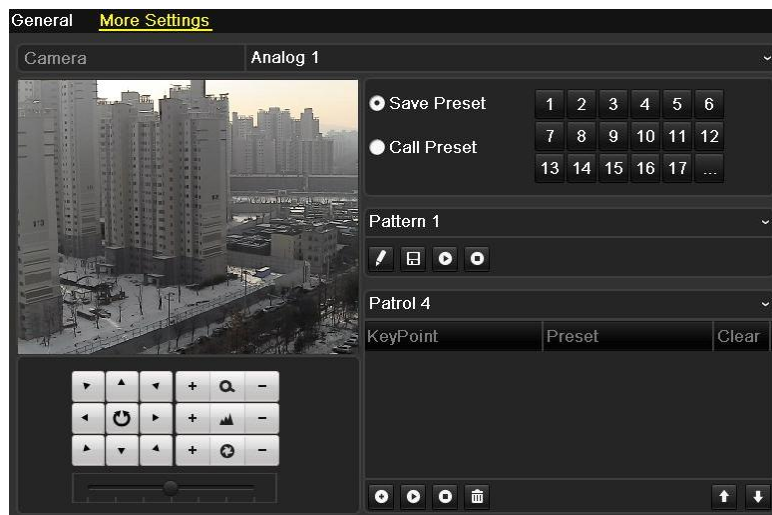 General More Settings
Camera Analog 1
Save Preset
1 2 3 4 5 6
Call Preset
7 8 9 10 11 12
13 14 15 16 17 ...
Pattern 1
Patrol 4
KeyPoint Preset Clear